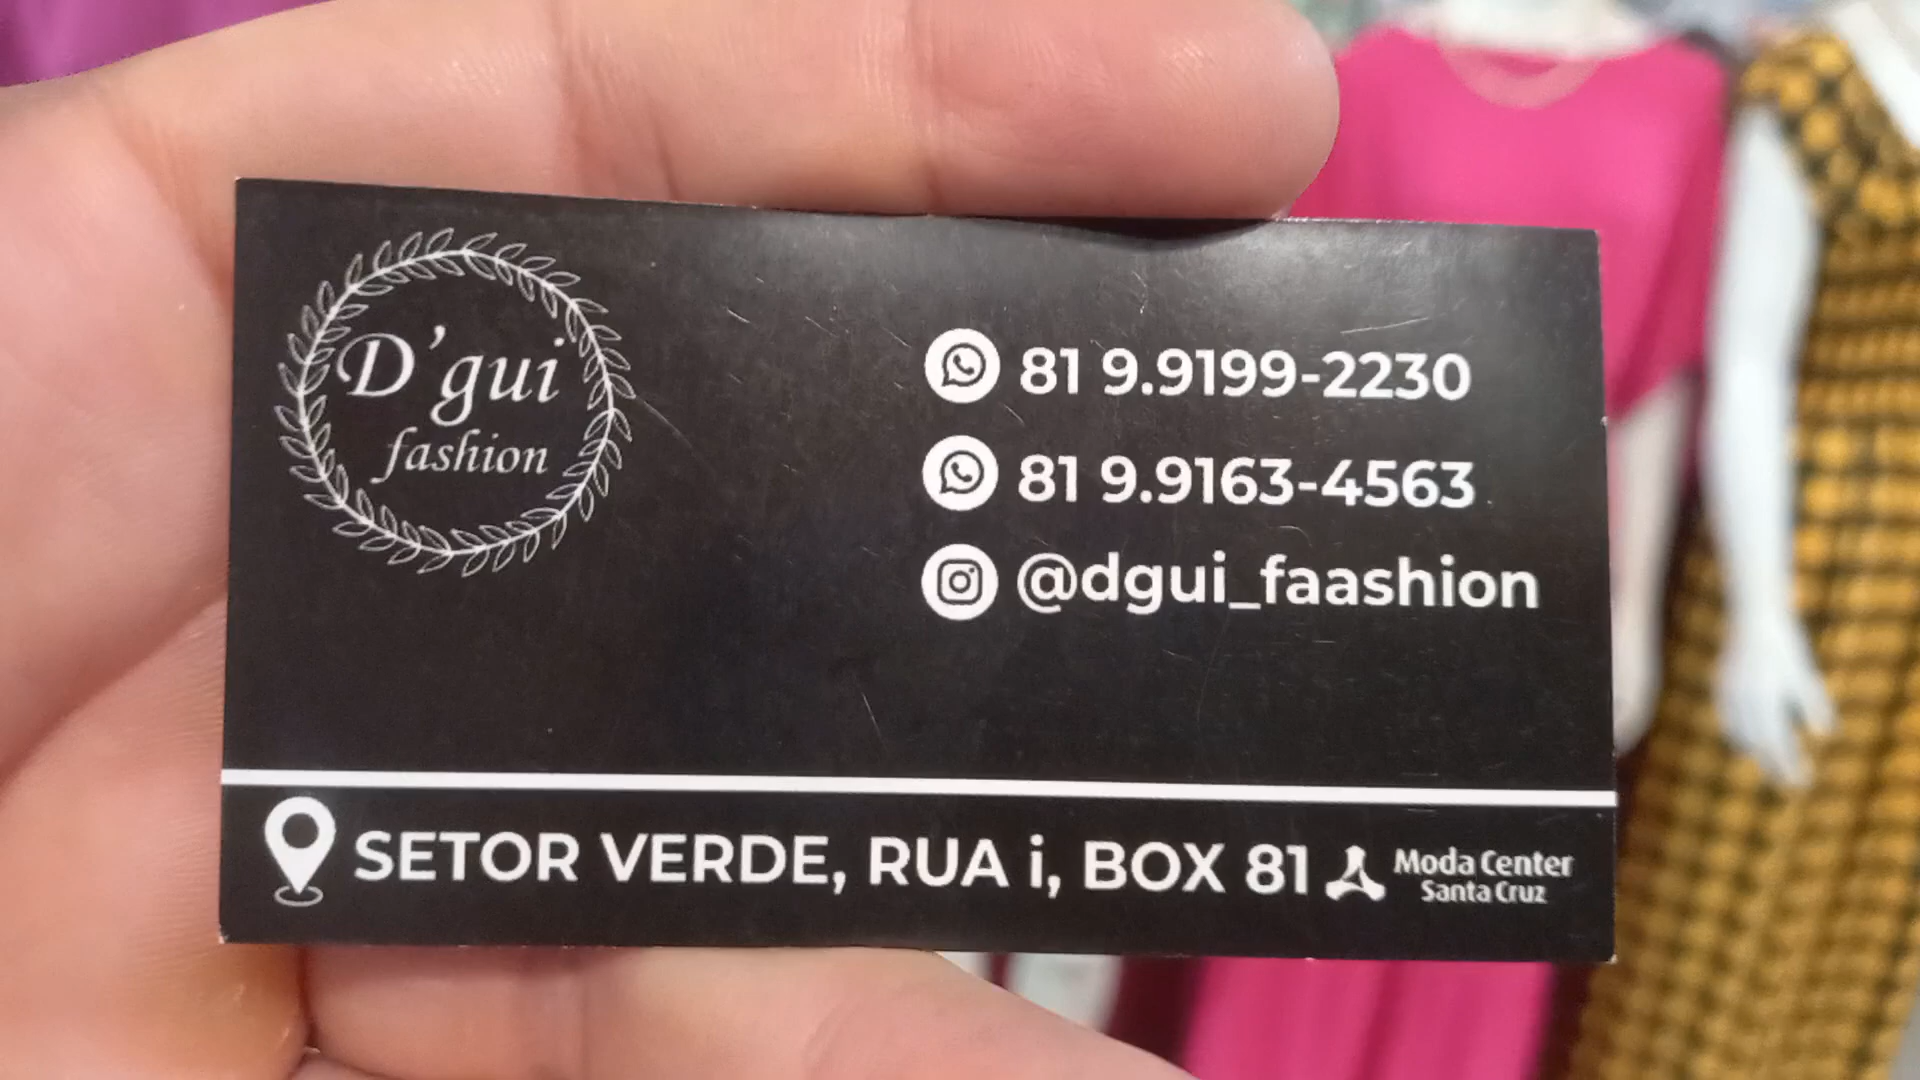 D'gui
fashion
81 9.9199-2230
81 9.9163-4563
@dgui_faashion
SETOR VERDE, RUA i, BOX 81
Moda Center
Santa Cruz